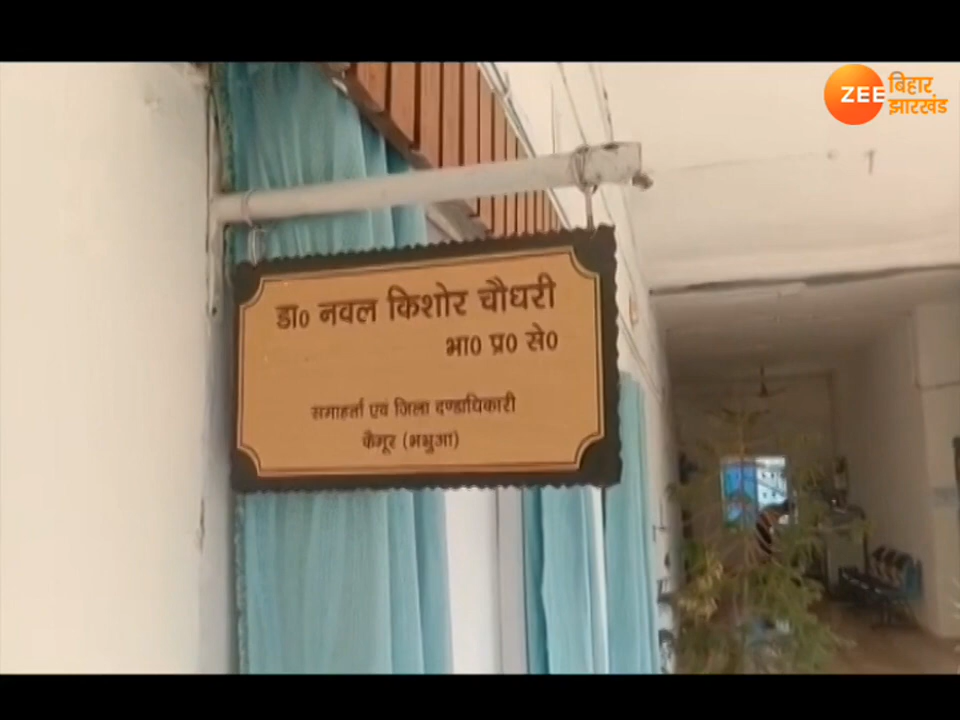 ZEE बिहार झारखंड
डा० नवल किशोर चौधरी
भा० प्र० से०
समाहर्ता एवं जिला दण्डाधिकारी
कैमूर (भभुआ)